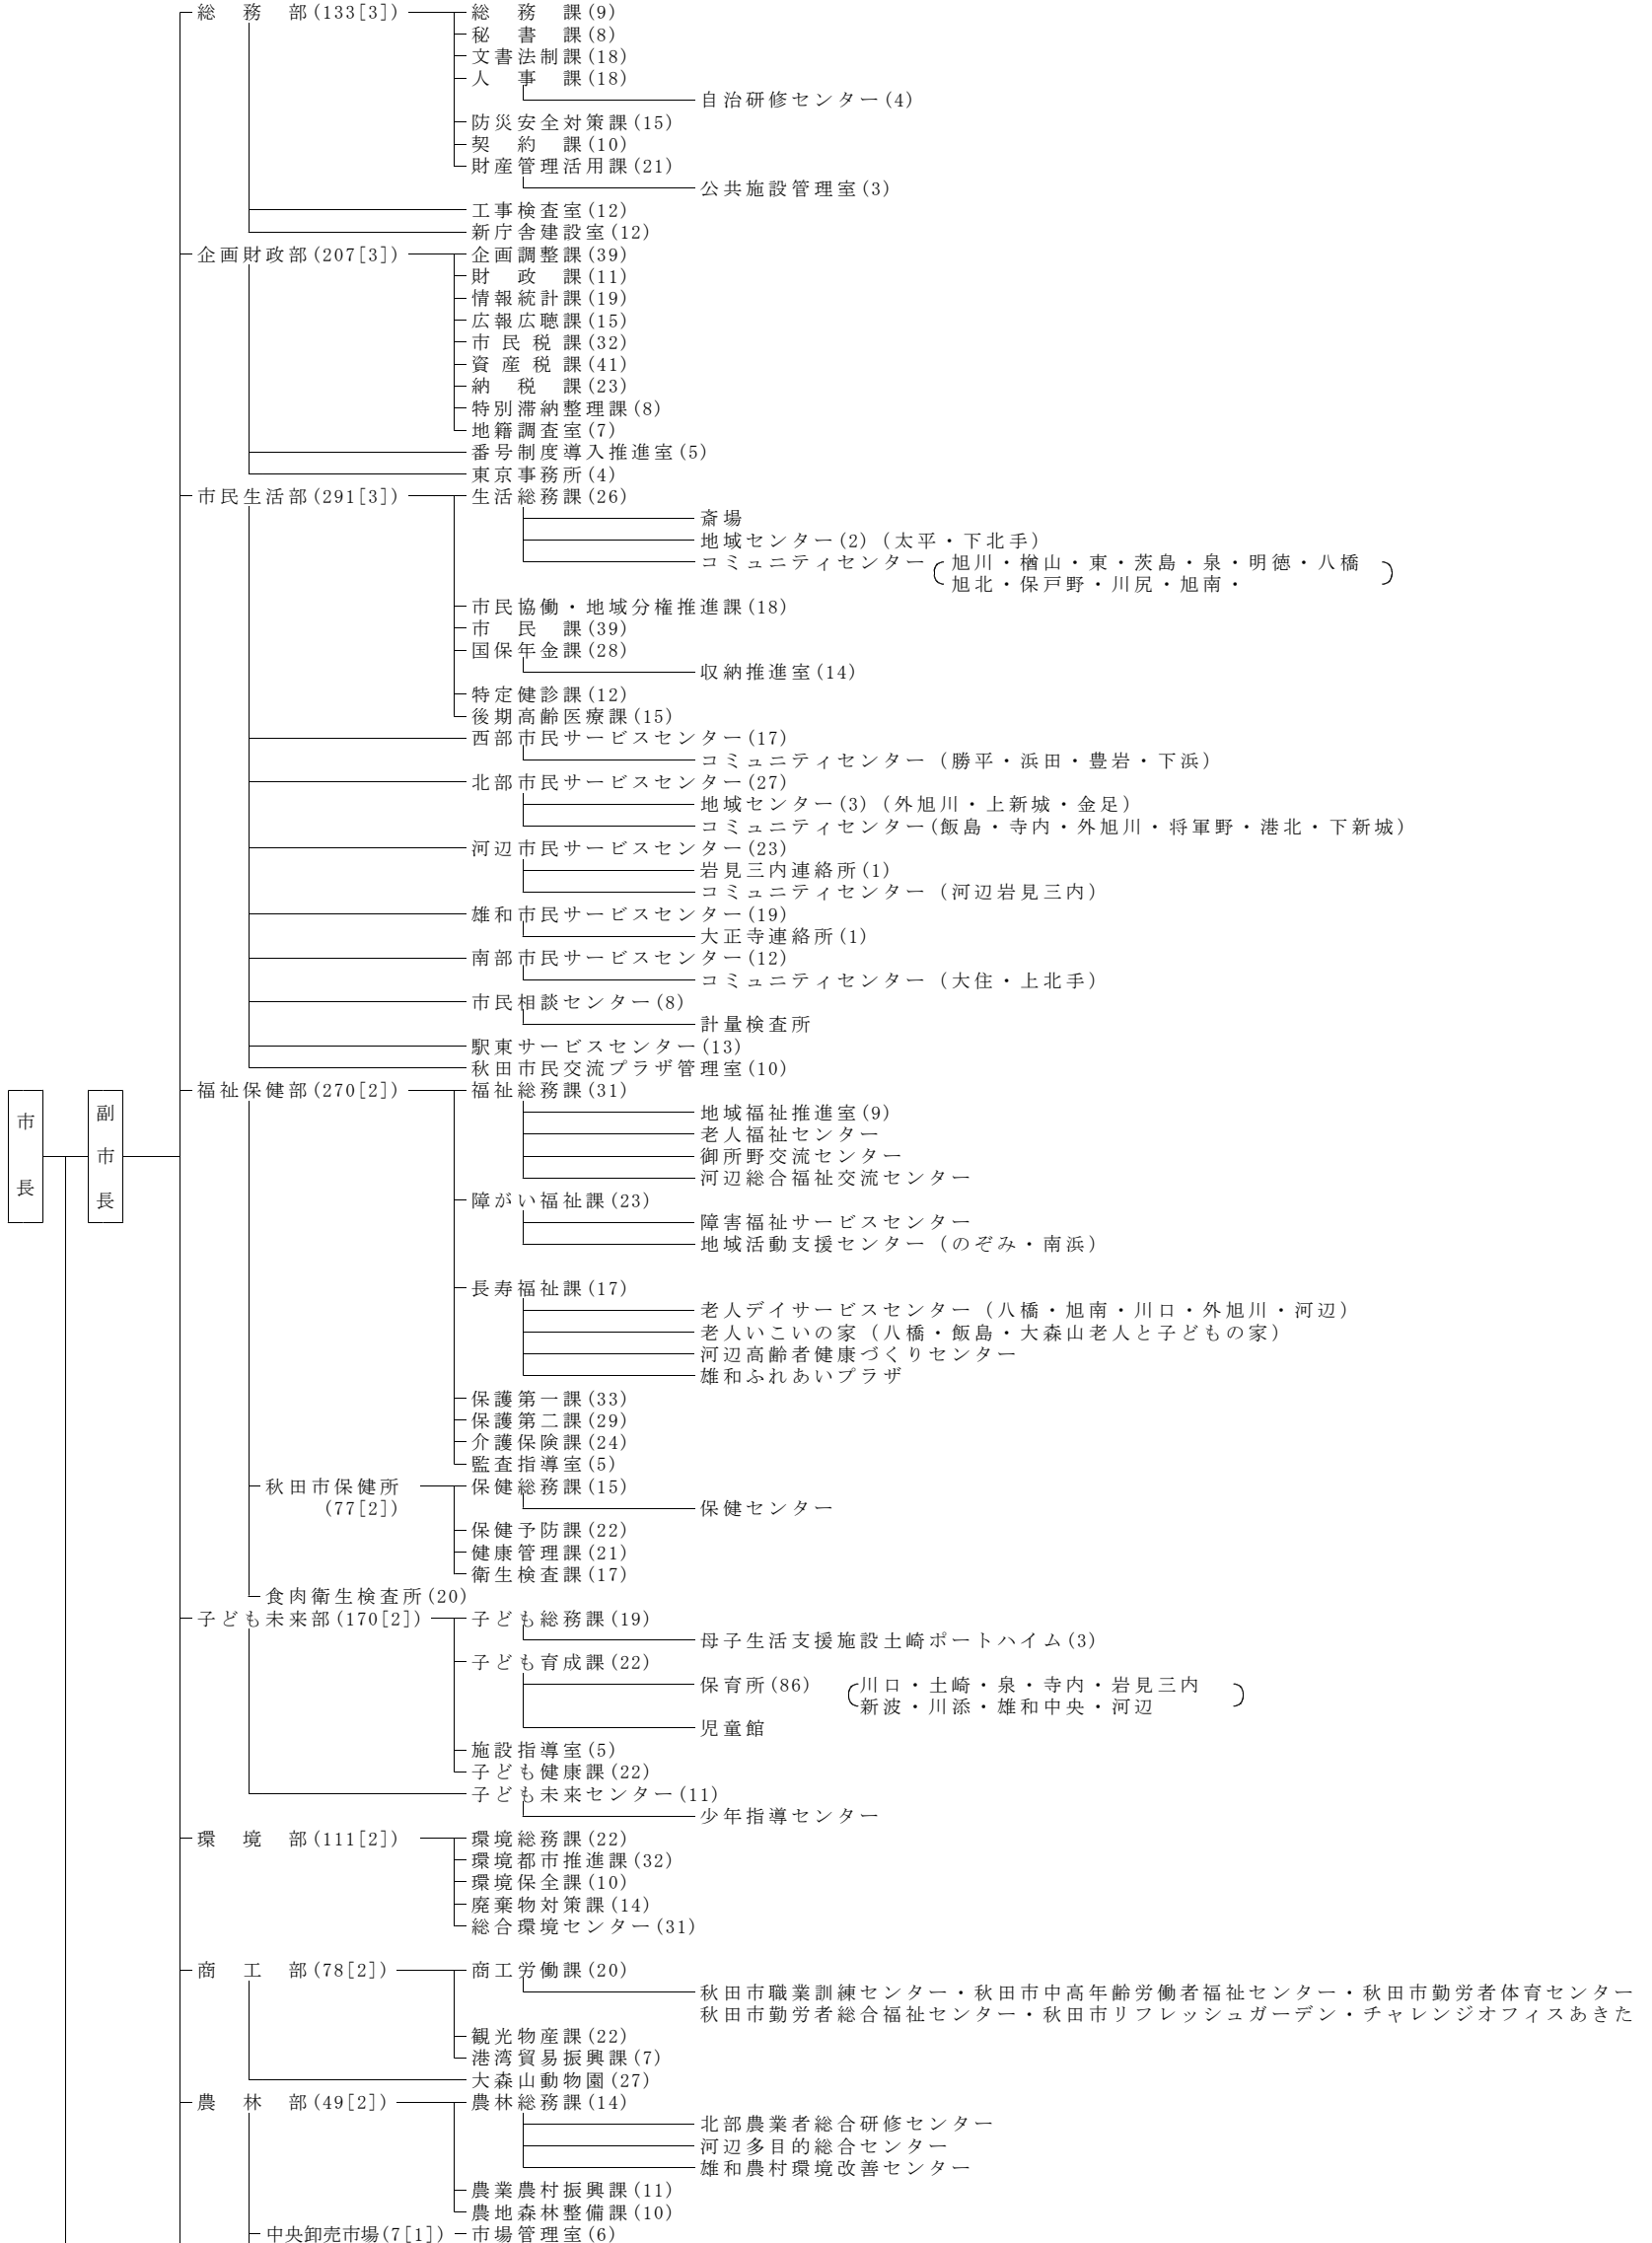 総務部(133[3]) 総務課(9)
秘書課(8)
文書法制課(18)
人事課(18)
自治研修センター(4)
防災安全対策課(15)
契約課(10)
財産管理活用課(21)
公共施設管理室(3)
工事検査室(12)
新庁舎建設室(12)
企画財政部(207[3]) 企画調整課(39)
財政課(11)
情報統計課(19)
広報広聴課(15)
市民税課(32)
資産税課(41)
納税課(23)
特別滞納整理課(8)
地籍調査室(7)
番号制度導入推進室(5)
東京事務所(4)
市民生活部(291[3]) 生活総務課(26)
斎場
地域センター(2)(太平・下北手)
コミュニティセンター(旭川・楢山・東・茨島・泉・明徳・八橋
旭北・保戸野・川尻・旭南・)
市民協働・地域分権推進課(18)
市民課(39)
国保年金課(28)
収納推進室(14)
特定健診課(12)
後期高齢医療課(15)
西部市民サービスセンター(17)
コミュニティセンター(勝平・浜田・豊岩・下浜)
北部市民サービスセンター(27)
地域センター(3)(外旭川・上新城・金足)
コミュニティセンター(飯島・寺内・外旭川・将軍野・港北・下新城)
河辺市民サービスセンター(23)
岩見三内連絡所(1)
コミュニティセンター(河辺岩見三内)
雄和市民サービスセンター(19)
大正寺連絡所(1)
南部市民サービスセンター(12)
コミュニティセンター(大住・上北手)
市民相談センター(8)
計量検査所
駅東サービスセンター(13)
秋田市民交流プラザ管理室(10)
市長
副市長
福祉保健部(270[2]) 福祉総務課(31)
地域福祉推進室(9)
老人福祉センター
御所野交流センター
河辺総合福祉交流センター
障がい福祉課(23)
障害福祉サービスセンター
地域活動支援センター(のぞみ・南浜)
長寿福祉課(17)
老人デイサービスセンター(八橋・旭南・川口・外旭川・河辺)
老人いこいの家(八橋・飯島・大森山老人と子どもの家)
河辺高齢者健康づくりセンター
雄和ふれあいプラザ
保護第一課(33)
保護第二課(29)
介護保険課(24)
監査指導室(5)
秋田市保健所 保健総務課(15)
(77[2]) 保健センター
保健予防課(22)
健康管理課(21)
衛生検査課(17)
食肉衛生検査所(20)
子ども未来部(170[2]) 子ども総務課(19)
母子生活支援施設土崎ポートハイム(3)
子ども育成課(22)
保育所(86) (川口・土崎・泉・寺内・岩見三内
新波・川添・雄和中央・河辺)
児童館
施設指導室(5)
子ども健康課(22)
子ども未来センター(11)
少年指導センター
環境部(111[2]) 環境総務課(22)
環境都市推進課(32)
環境保全課(10)
廃棄物対策課(14)
総合環境センター(31)
商工部(78[2]) 商工労働課(20)
秋田市職業訓練センター・秋田市中高年齢労働者福祉センター・秋田市勤労者体育センター
秋田市勤労者総合福祉センター・秋田市リフレッシュガーデン・チャレンジオフィスあきた
観光物産課(22)
港湾貿易振興課(7)
大森山動物園(27)
農林部(49[2]) 農林総務課(14)
北部農業者総合研修センター
河辺多目的総合センター
雄和農村環境改善センター
農業農村振興課(11)
農地森林整備課(10)
中央卸売市場(7[1]) 市場管理室(6)